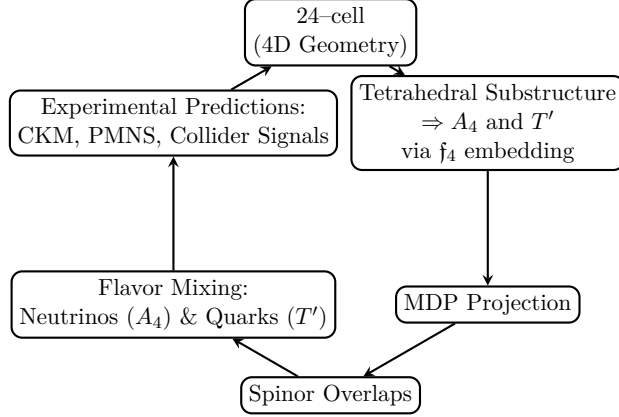 24–cell
(4D Geometry)
Tetrahedral Substructure
⇒ A₄ and T′
via 𝔣₄ embedding
MDP Projection
Spinor Overlaps
Flavor Mixing:
Neutrinos (A₄) & Quarks (T′)
Experimental Predictions:
CKM, PMNS, Collider Signals